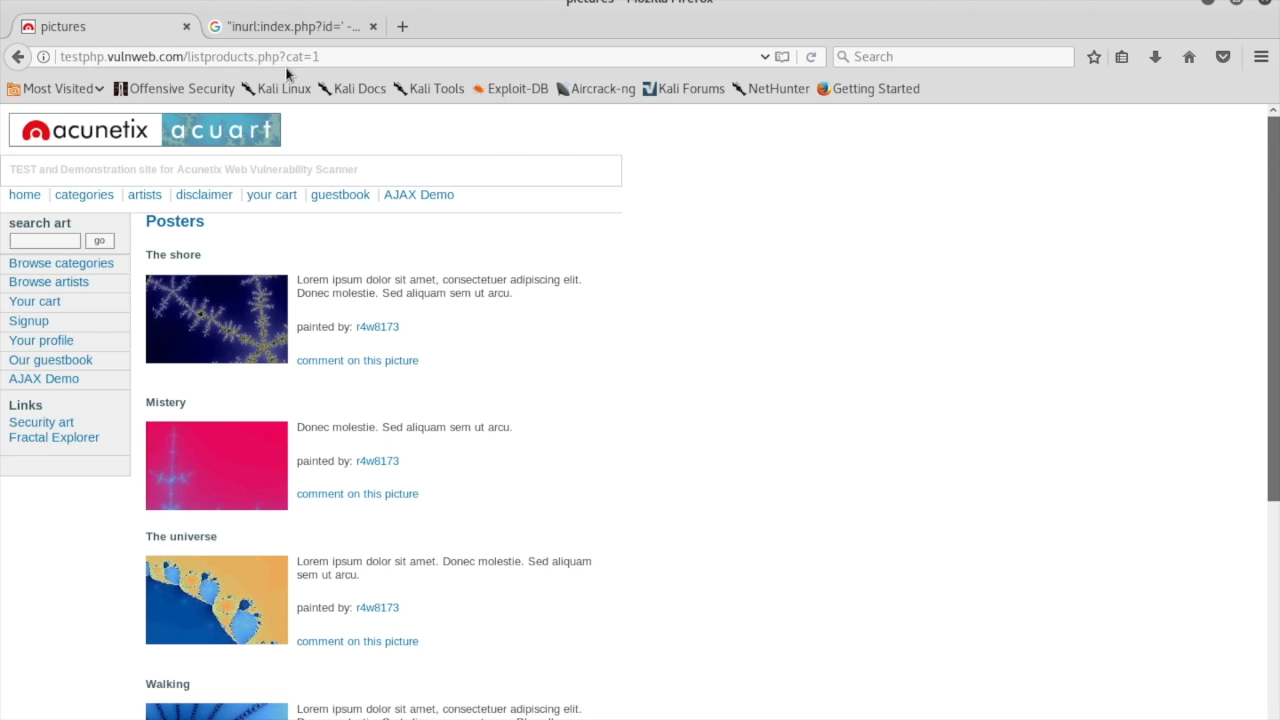 pictures - Mozilla Firefox
pictures
"inurl:index.php?id=' -...
testphp.vulnweb.com/listproducts.php?cat=1
Search
Most Visited
Offensive Security
Kali Linux
Kali Docs
Kali Tools
Exploit-DB
Aircrack-ng
Kali Forums
NetHunter
Getting Started
acunetix
acuart
TEST and Demonstration site for Acunetix Web Vulnerability Scanner
home | categories | artists | disclaimer | your cart | guestbook | AJAX Demo
search art
go
Browse categories
Browse artists
Your cart
Signup
Your profile
Our guestbook
AJAX Demo
Links
Security art
Fractal Explorer
Posters
The shore
Lorem ipsum dolor sit amet, consectetuer adipiscing elit.
Donec molestie. Sed aliquam sem ut arcu.
painted by: r4w8173
comment on this picture
Mistery
Donec molestie. Sed aliquam sem ut arcu.
painted by: r4w8173
comment on this picture
The universe
Lorem ipsum dolor sit amet. Donec molestie. Sed aliquam
sem ut arcu.
painted by: r4w8173
comment on this picture
Walking
Lorem ipsum dolor sit amet, consectetuer adipiscing elit.